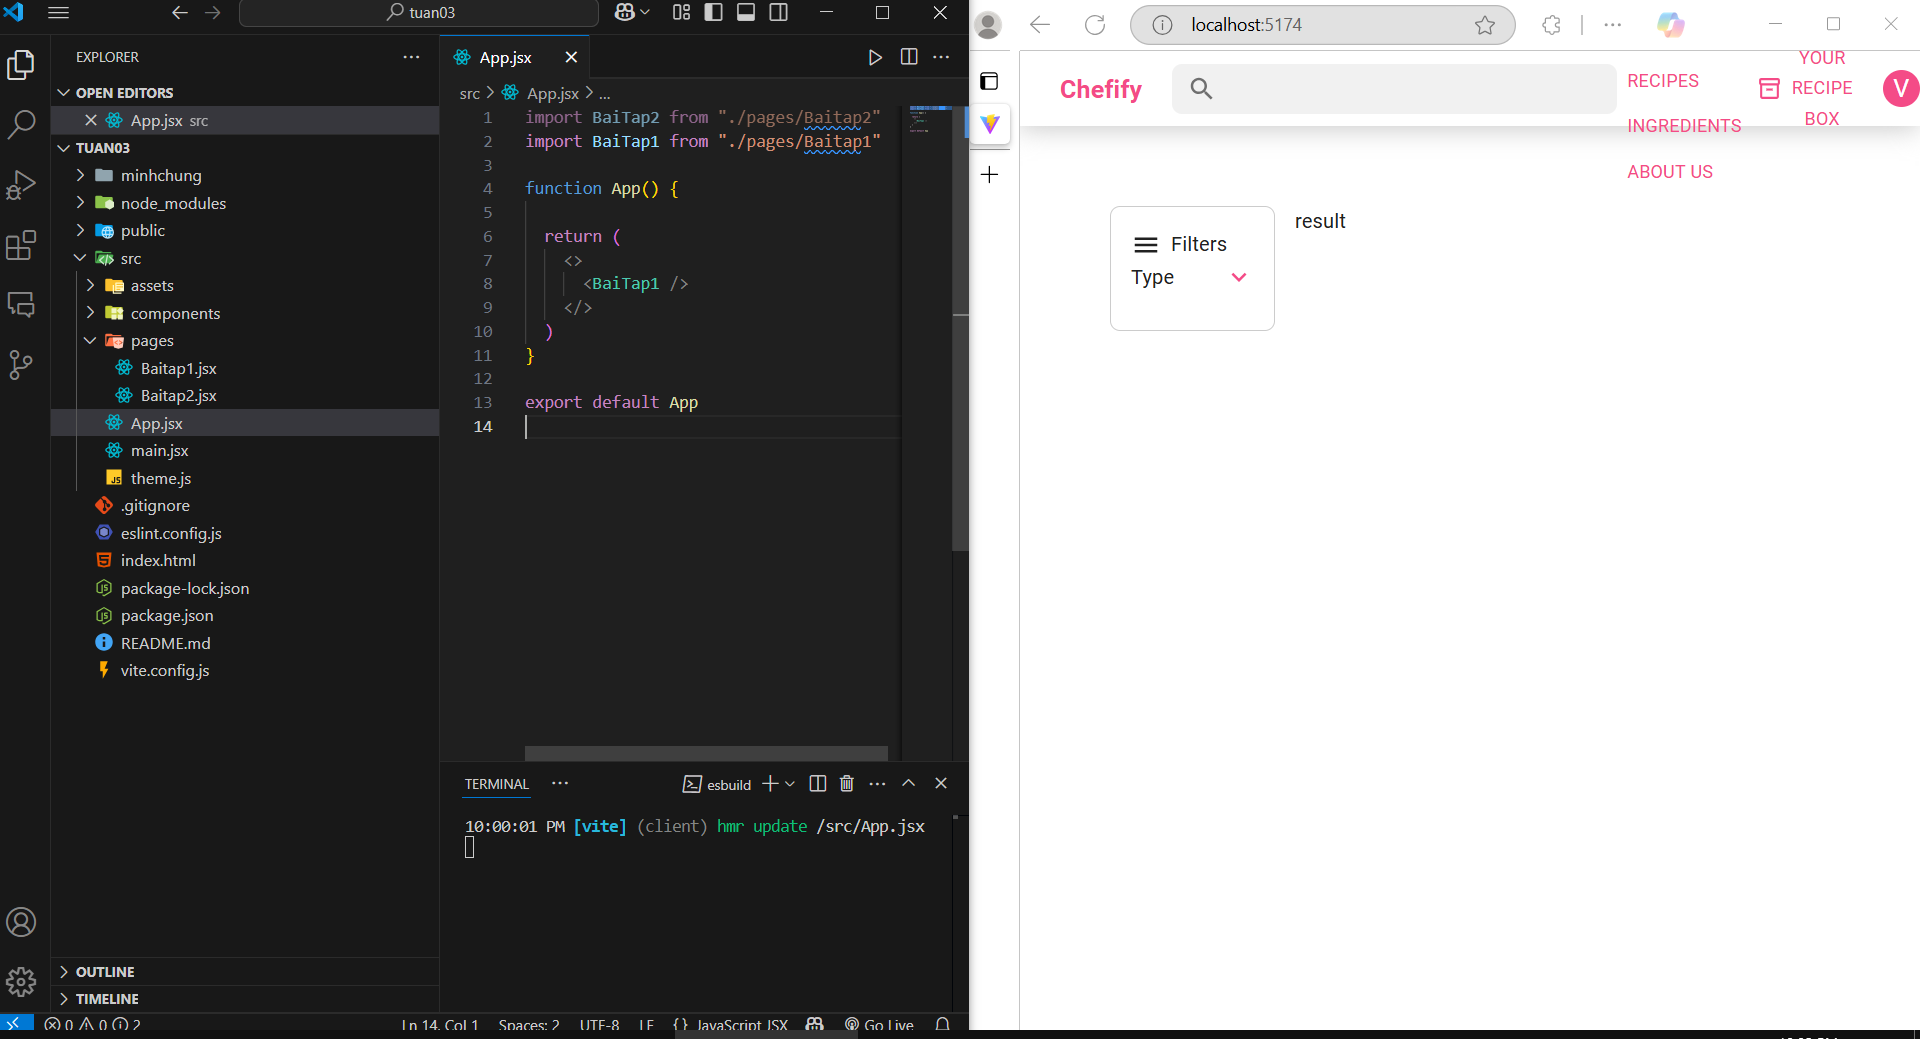 tuan03
EXPLORER
OPEN EDITORS
App.jsx src
TUAN03
minhchung
node_modules
public
src
assets
components
pages
Baitap1.jsx
Baitap2.jsx
App.jsx
main.jsx
theme.js
.gitignore
eslint.config.js
index.html
package-lock.json
package.json
README.md
vite.config.js
OUTLINE
TIMELINE
App.jsx
src > App.jsx > ...
1 import BaiTap2 from "./pages/Baitap2"
2 import BaiTap1 from "./pages/Baitap1"
3
4 function App() {
5
6 return (
7 <>
8 <BaiTap1 />
9 </>
10 )
11 }
12
13 export default App
14
TERMINAL
esbuild
10:00:01 PM [vite] (client) hmr update /src/App.jsx
0 0 2
Ln 14, Col 1 Spaces: 2 UTF-8 LF {} JavaScript JSX Go Live
localhost:5174
Chefify
RECIPES
INGREDIENTS
ABOUT US
YOUR
RECIPE
BOX
V
Filters
Type
result